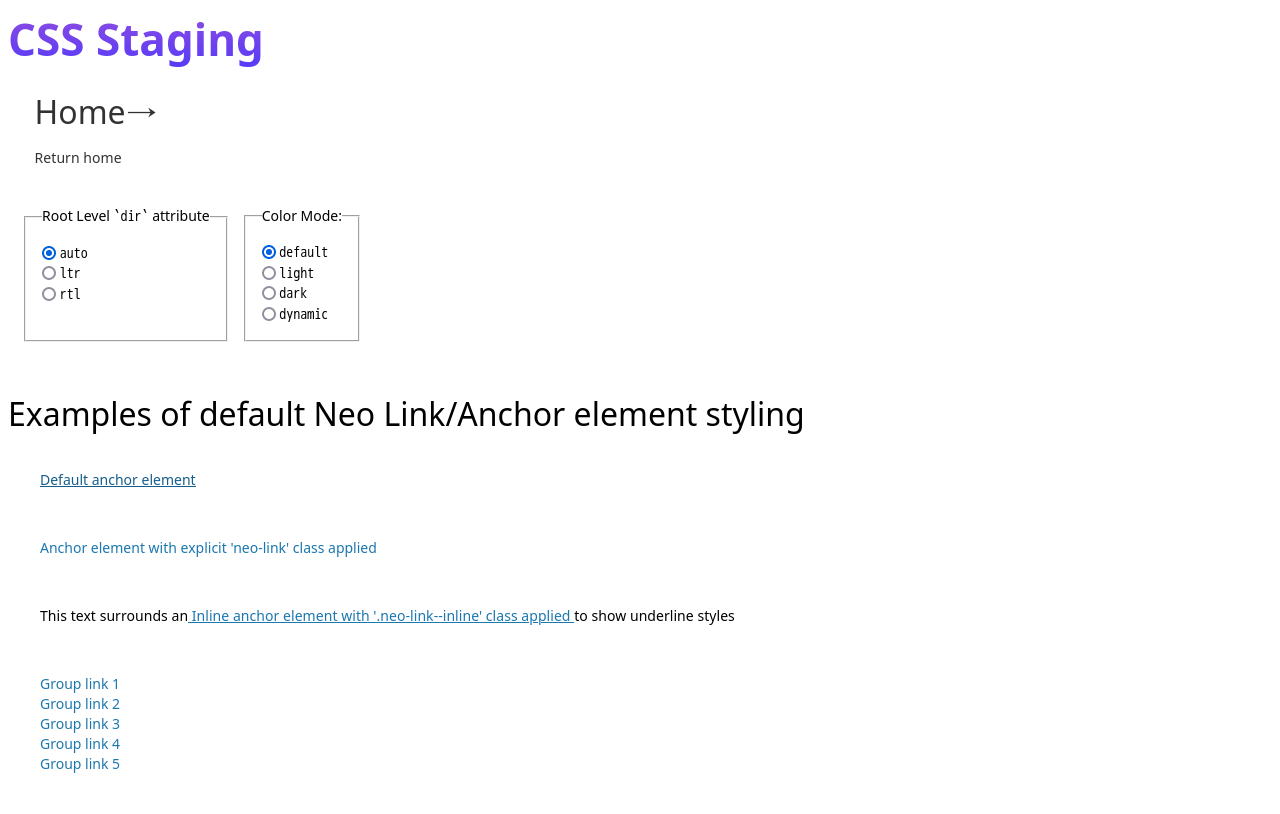 CSS Staging
Home→
Return home
Root Level `dir` attribute
auto
ltr
rtl
Color Mode:
default
light
dark
dynamic
Examples of default Neo Link/Anchor element styling
Default anchor element
Anchor element with explicit 'neo-link' class applied
This text surrounds an Inline anchor element with '.neo-link--inline' class applied to show underline styles
Group link 1
Group link 2
Group link 3
Group link 4
Group link 5